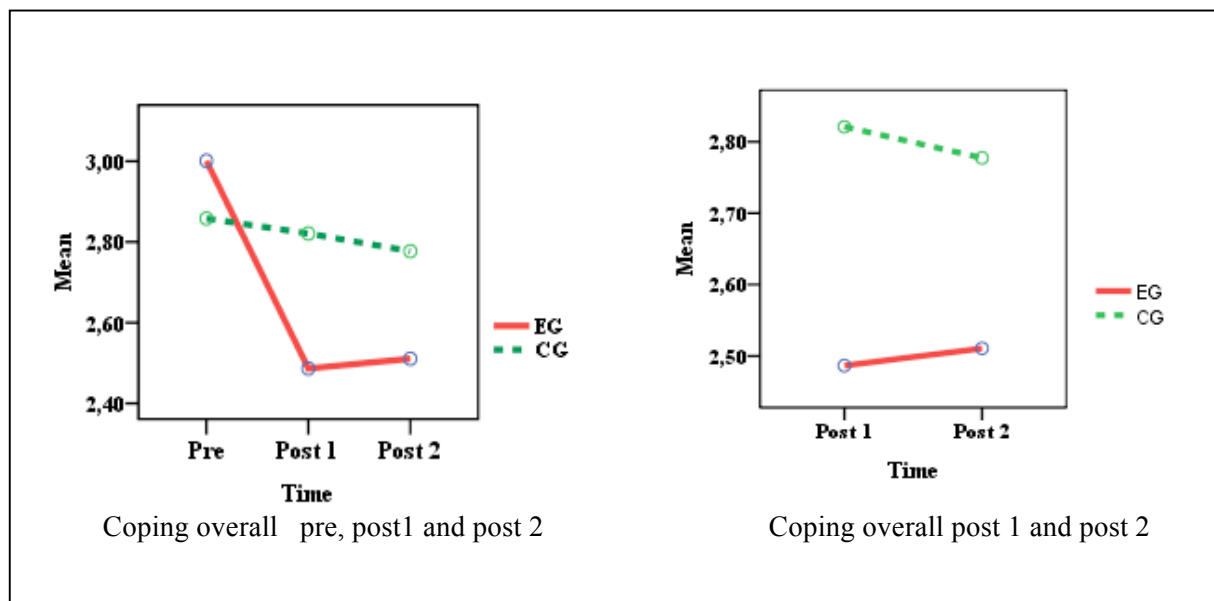 3,00
2,80
2,60
2,40
Mean
Pre Post 1 Post 2
Time
EG
CG
Coping overall pre, post1 and post 2
2,80
2,70
2,60
2,50
Mean
Post 1 Post 2
Time
EG
CG
Coping overall post 1 and post 2